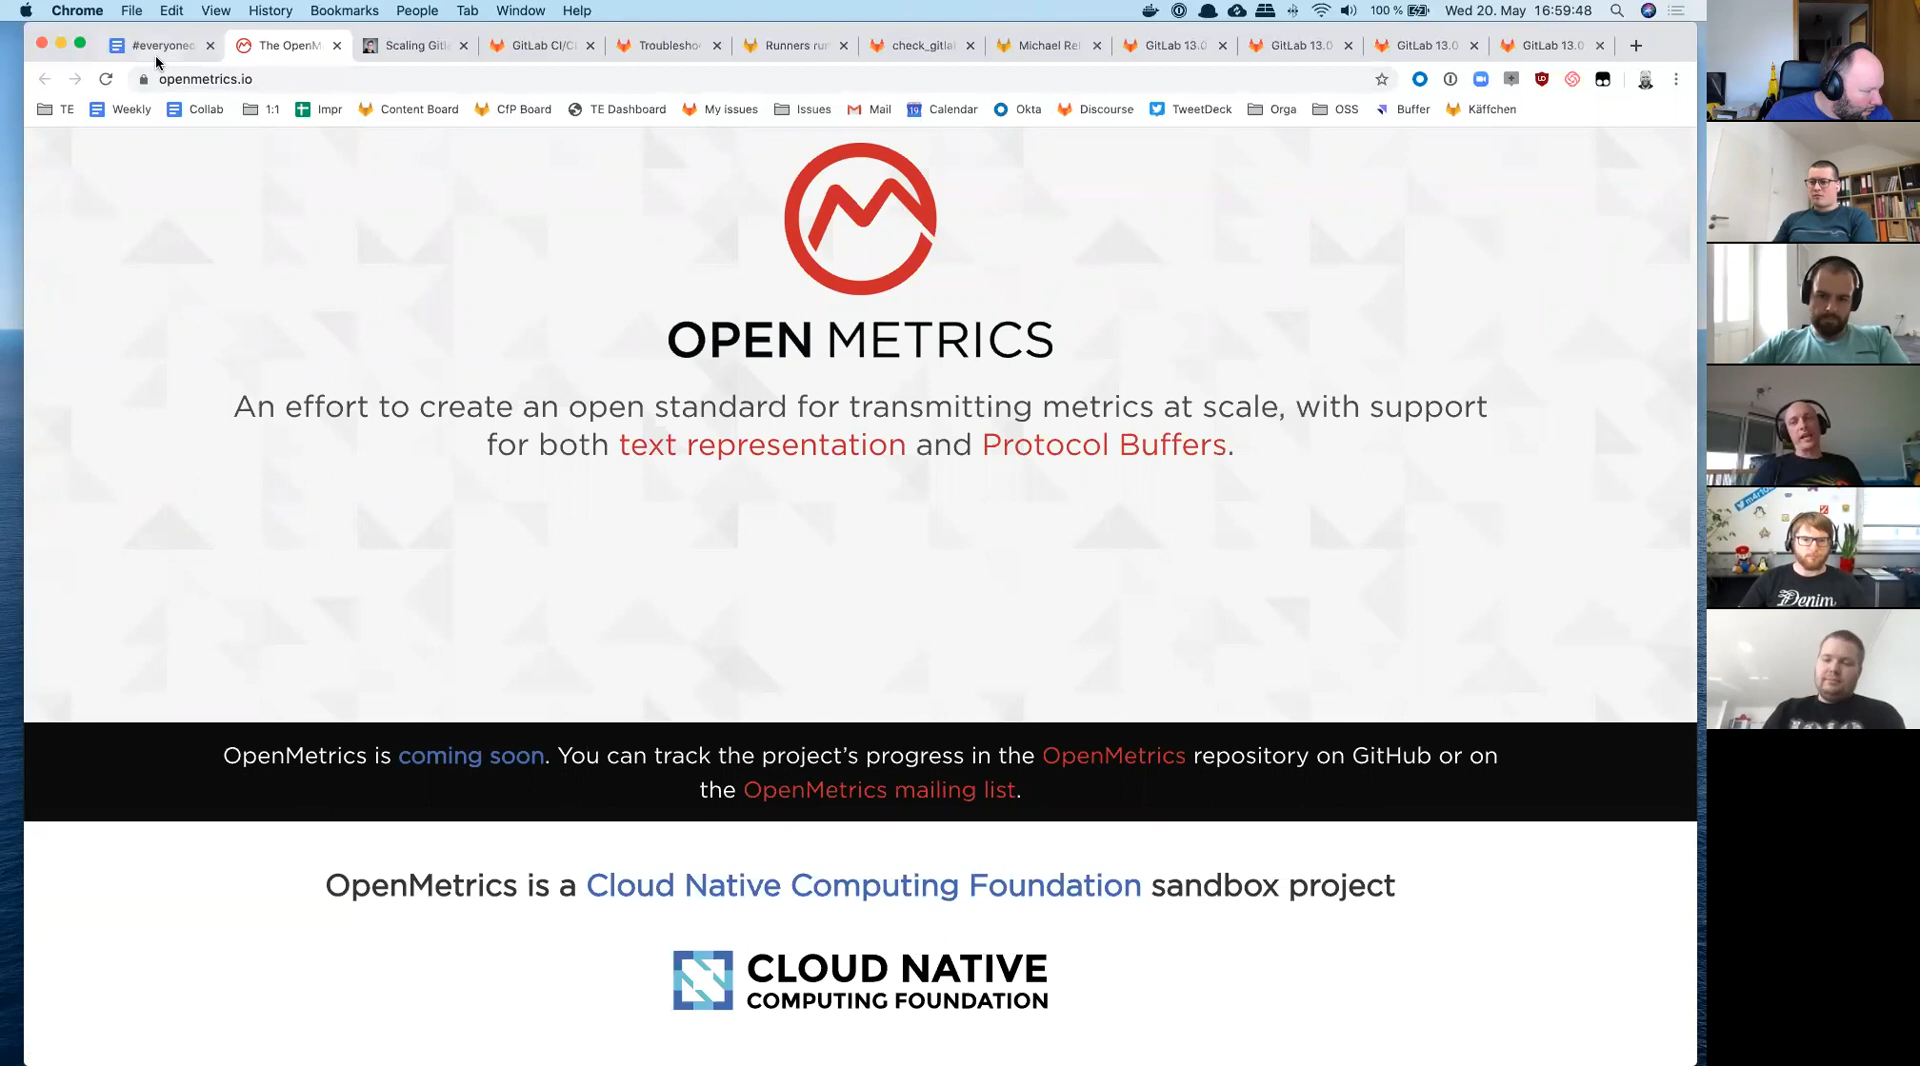 Chrome File Edit View History Bookmarks People Tab Window Help 100 % Wed 20. May 16:59:48
#everyonec The OpenM Scaling Gitla GitLab CI/C Troublesho Runners run check_gitlal Michael Rei GitLab 13.0 GitLab 13.0 GitLab 13.0 GitLab 13.0
openmetrics.io
TE Weekly Collab 1:1 Impr Content Board CfP Board TE Dashboard My issues Issues Mail Calendar Okta Discourse TweetDeck Orga OSS Buffer Käffchen
OPEN METRICS
An effort to create an open standard for transmitting metrics at scale, with support
for both text representation and Protocol Buffers.
OpenMetrics is coming soon. You can track the project’s progress in the OpenMetrics repository on GitHub or on
the OpenMetrics mailing list.
OpenMetrics is a Cloud Native Computing Foundation sandbox project
CLOUD NATIVE
COMPUTING FOUNDATION
Denim